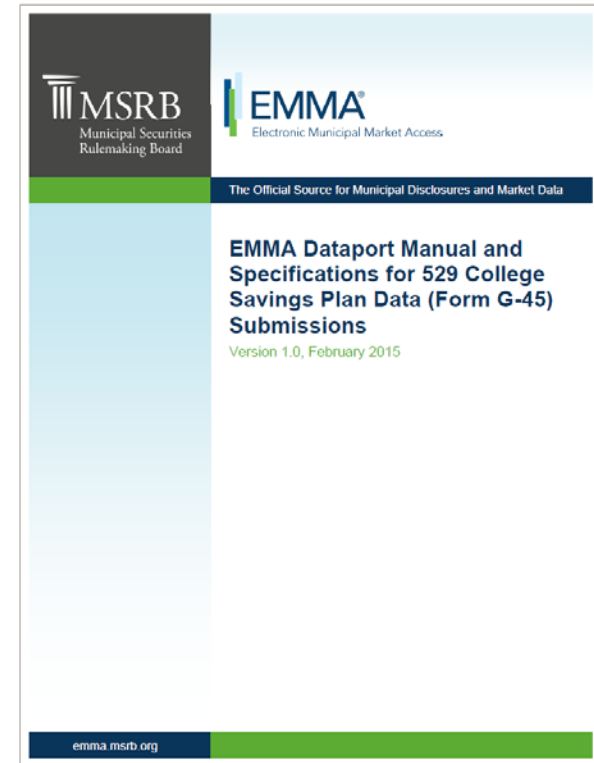 MSRB
Municipal Securities
Rulemaking Board
EMMA®
Electronic Municipal Market Access
The Official Source for Municipal Disclosures and Market Data
EMMA Dataport Manual and
Specifications for 529 College
Savings Plan Data (Form G-45)
Submissions
Version 1.0, February 2015
emma.msrb.org